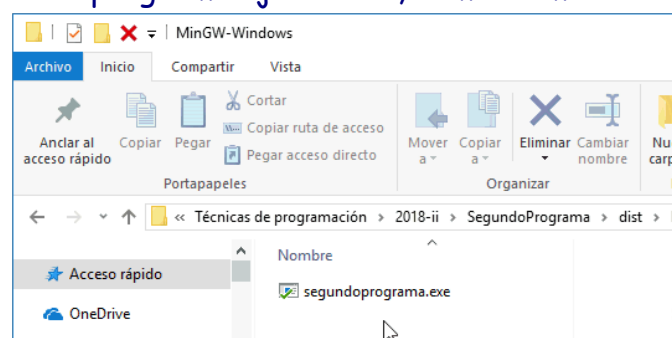 MinGW-Windows
Archivo Inicio Compartir Vista
Anclar al acceso rápido
Copiar
Pegar
Cortar
Copiar ruta de acceso
Pegar acceso directo
Mover a
Copiar a
Eliminar
Cambiar nombre
Portapapeles
Organizar
« Técnicas de programación > 2018-ii > SegundoPrograma > dist >
Nombre
Acceso rápido
segundoprograma.exe
OneDrive